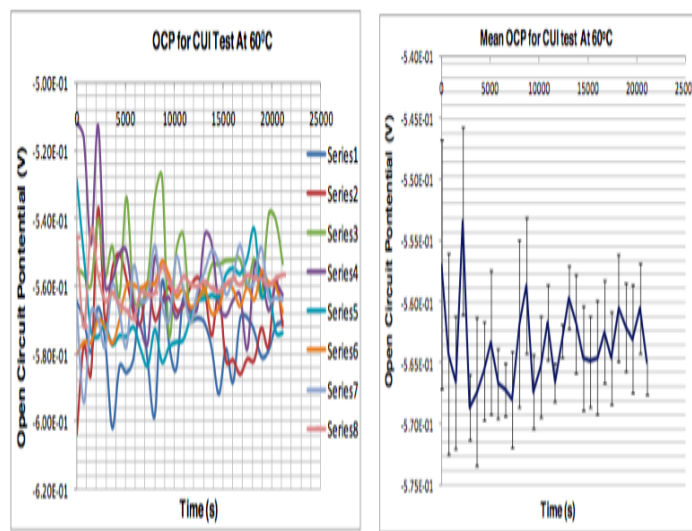 OCP for CUI Test At 60⁰C
-5.00E-01
0 5000 10000 15000 20000 25000
-5.20E-01
-5.40E-01
-5.60E-01
-5.80E-01
-6.00E-01
-6.20E-01
Open Circuit Pontential (V)
Time (s)
Series1
Series2
Series3
Series4
Series5
Series6
Series7
Series8
Mean OCP for CUI test At 60⁰C
-5.40E-01
0 5000 10000 15000 20000 25000
-5.45E-01
-5.50E-01
-5.55E-01
-5.60E-01
-5.65E-01
-5.70E-01
-5.75E-01
Open Circuit Pontential (V)
Time (s)